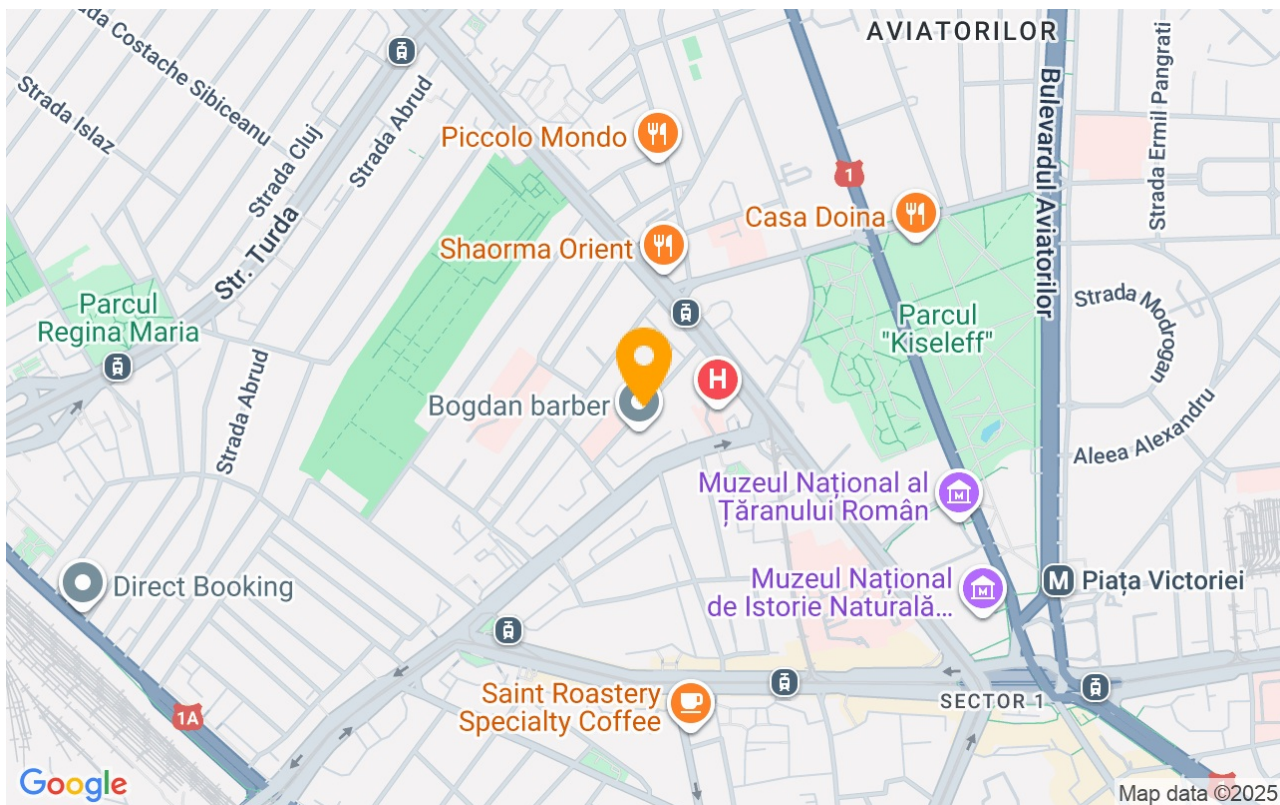 AVIATORILOR
Strada Costache Sibiceanu
Strada Islaz
Strada Cluj
Strada Abrud
Piccolo Mondo
1
Bulevardul Aviatorilor
Strada Ermil Pangrati
Casa Doina
Shaorma Orient
Str. Turda
Parcul
Regina Maria
Parcul
"Kiseleff"
Strada Modrogan
H
Bogdan barber
Strada Abrud
Aleea Alexandru
Muzeul Național al
Țăranului Român
M
Muzeul Național
de Istorie Naturală...
M
M
Piața Victoriei
Direct Booking
Saint Roastery
Specialty Coffee
SECTOR 1
1A
1
Google
Map data ©2025